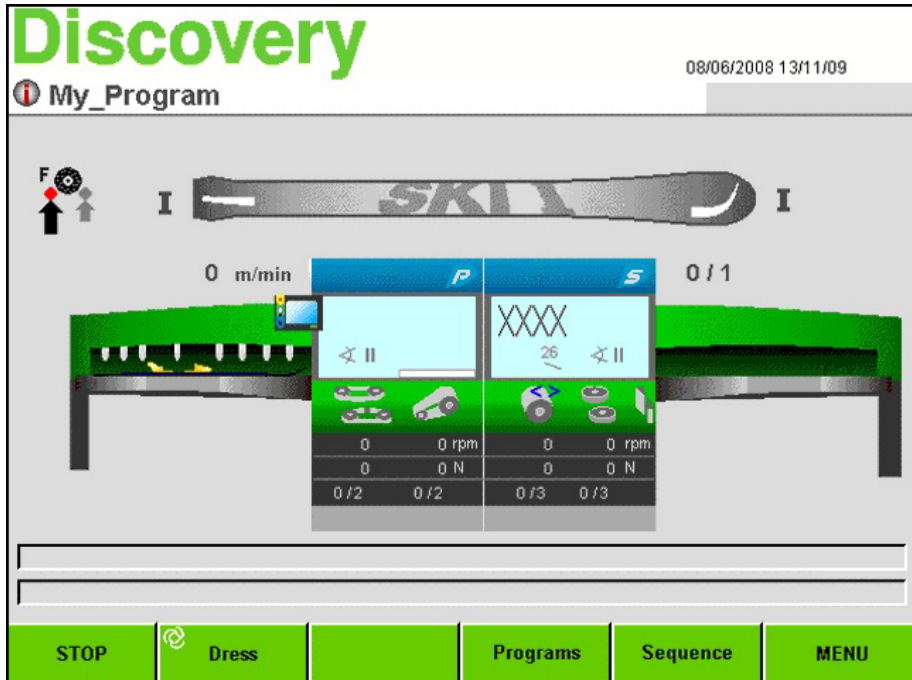 Discovery
08/06/2008 13/11/09
My_Program
F
I
SKI
I
0 m/min
0 / 1
P
S
XXXX
II
26
II
< >
0 0 rpm
0 0 rpm
0 0 N
0 0 N
0 / 2 0 / 2
0 / 3 0 / 3
STOP
Dress
Programs
Sequence
MENU